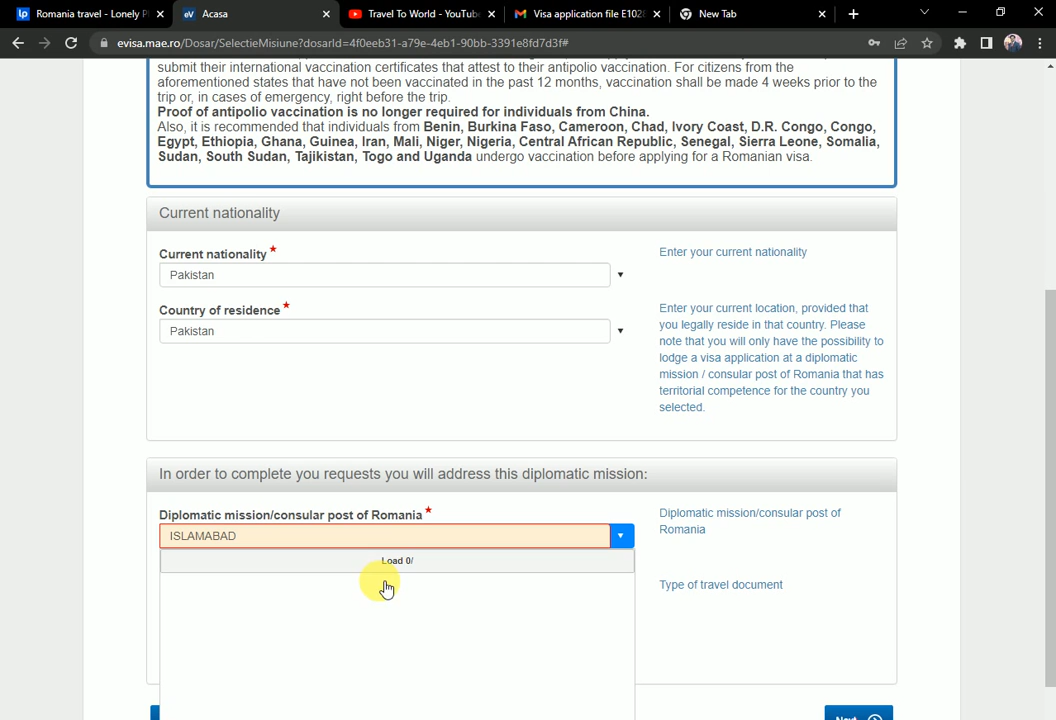 Romania travel - Lonely P
Acasa
Travel To World - YouTube
Visa application file E1028
New Tab
evisa.mae.ro/Dosar/SelectieMisiune?dosarId=4f0eeb31-a79e-4eb1-90bb-3391e8fd7d3f#
submit their international vaccination certificates that attest to their antipolio vaccination. For citizens from the
aforementioned states that have not been vaccinated in the past 12 months, vaccination shall be made 4 weeks prior to the
trip or, in cases of emergency, right before the trip.
Proof of antipolio vaccination is no longer required for individuals from China.
Also, it is recommended that individuals from Benin, Burkina Faso, Cameroon, Chad, Ivory Coast, D.R. Congo, Congo,
Egypt, Ethiopia, Ghana, Guinea, Iran, Mali, Niger, Nigeria, Central African Republic, Senegal, Sierra Leone, Somalia,
Sudan, South Sudan, Tajikistan, Togo and Uganda undergo vaccination before applying for a Romanian visa.
Current nationality
Current nationality *
Enter your current nationality
Pakistan
Country of residence *
Pakistan
Enter your current location, provided that
you legally reside in that country. Please
note that you will only have the possibility to
lodge a visa application at a diplomatic
mission / consular post of Romania that has
territorial competence for the country you
selected.
In order to complete you requests you will address this diplomatic mission:
Diplomatic mission/consular post of Romania *
Diplomatic mission/consular post of
Romania
ISLAMABAD
Load 0/
Type of travel document
Next